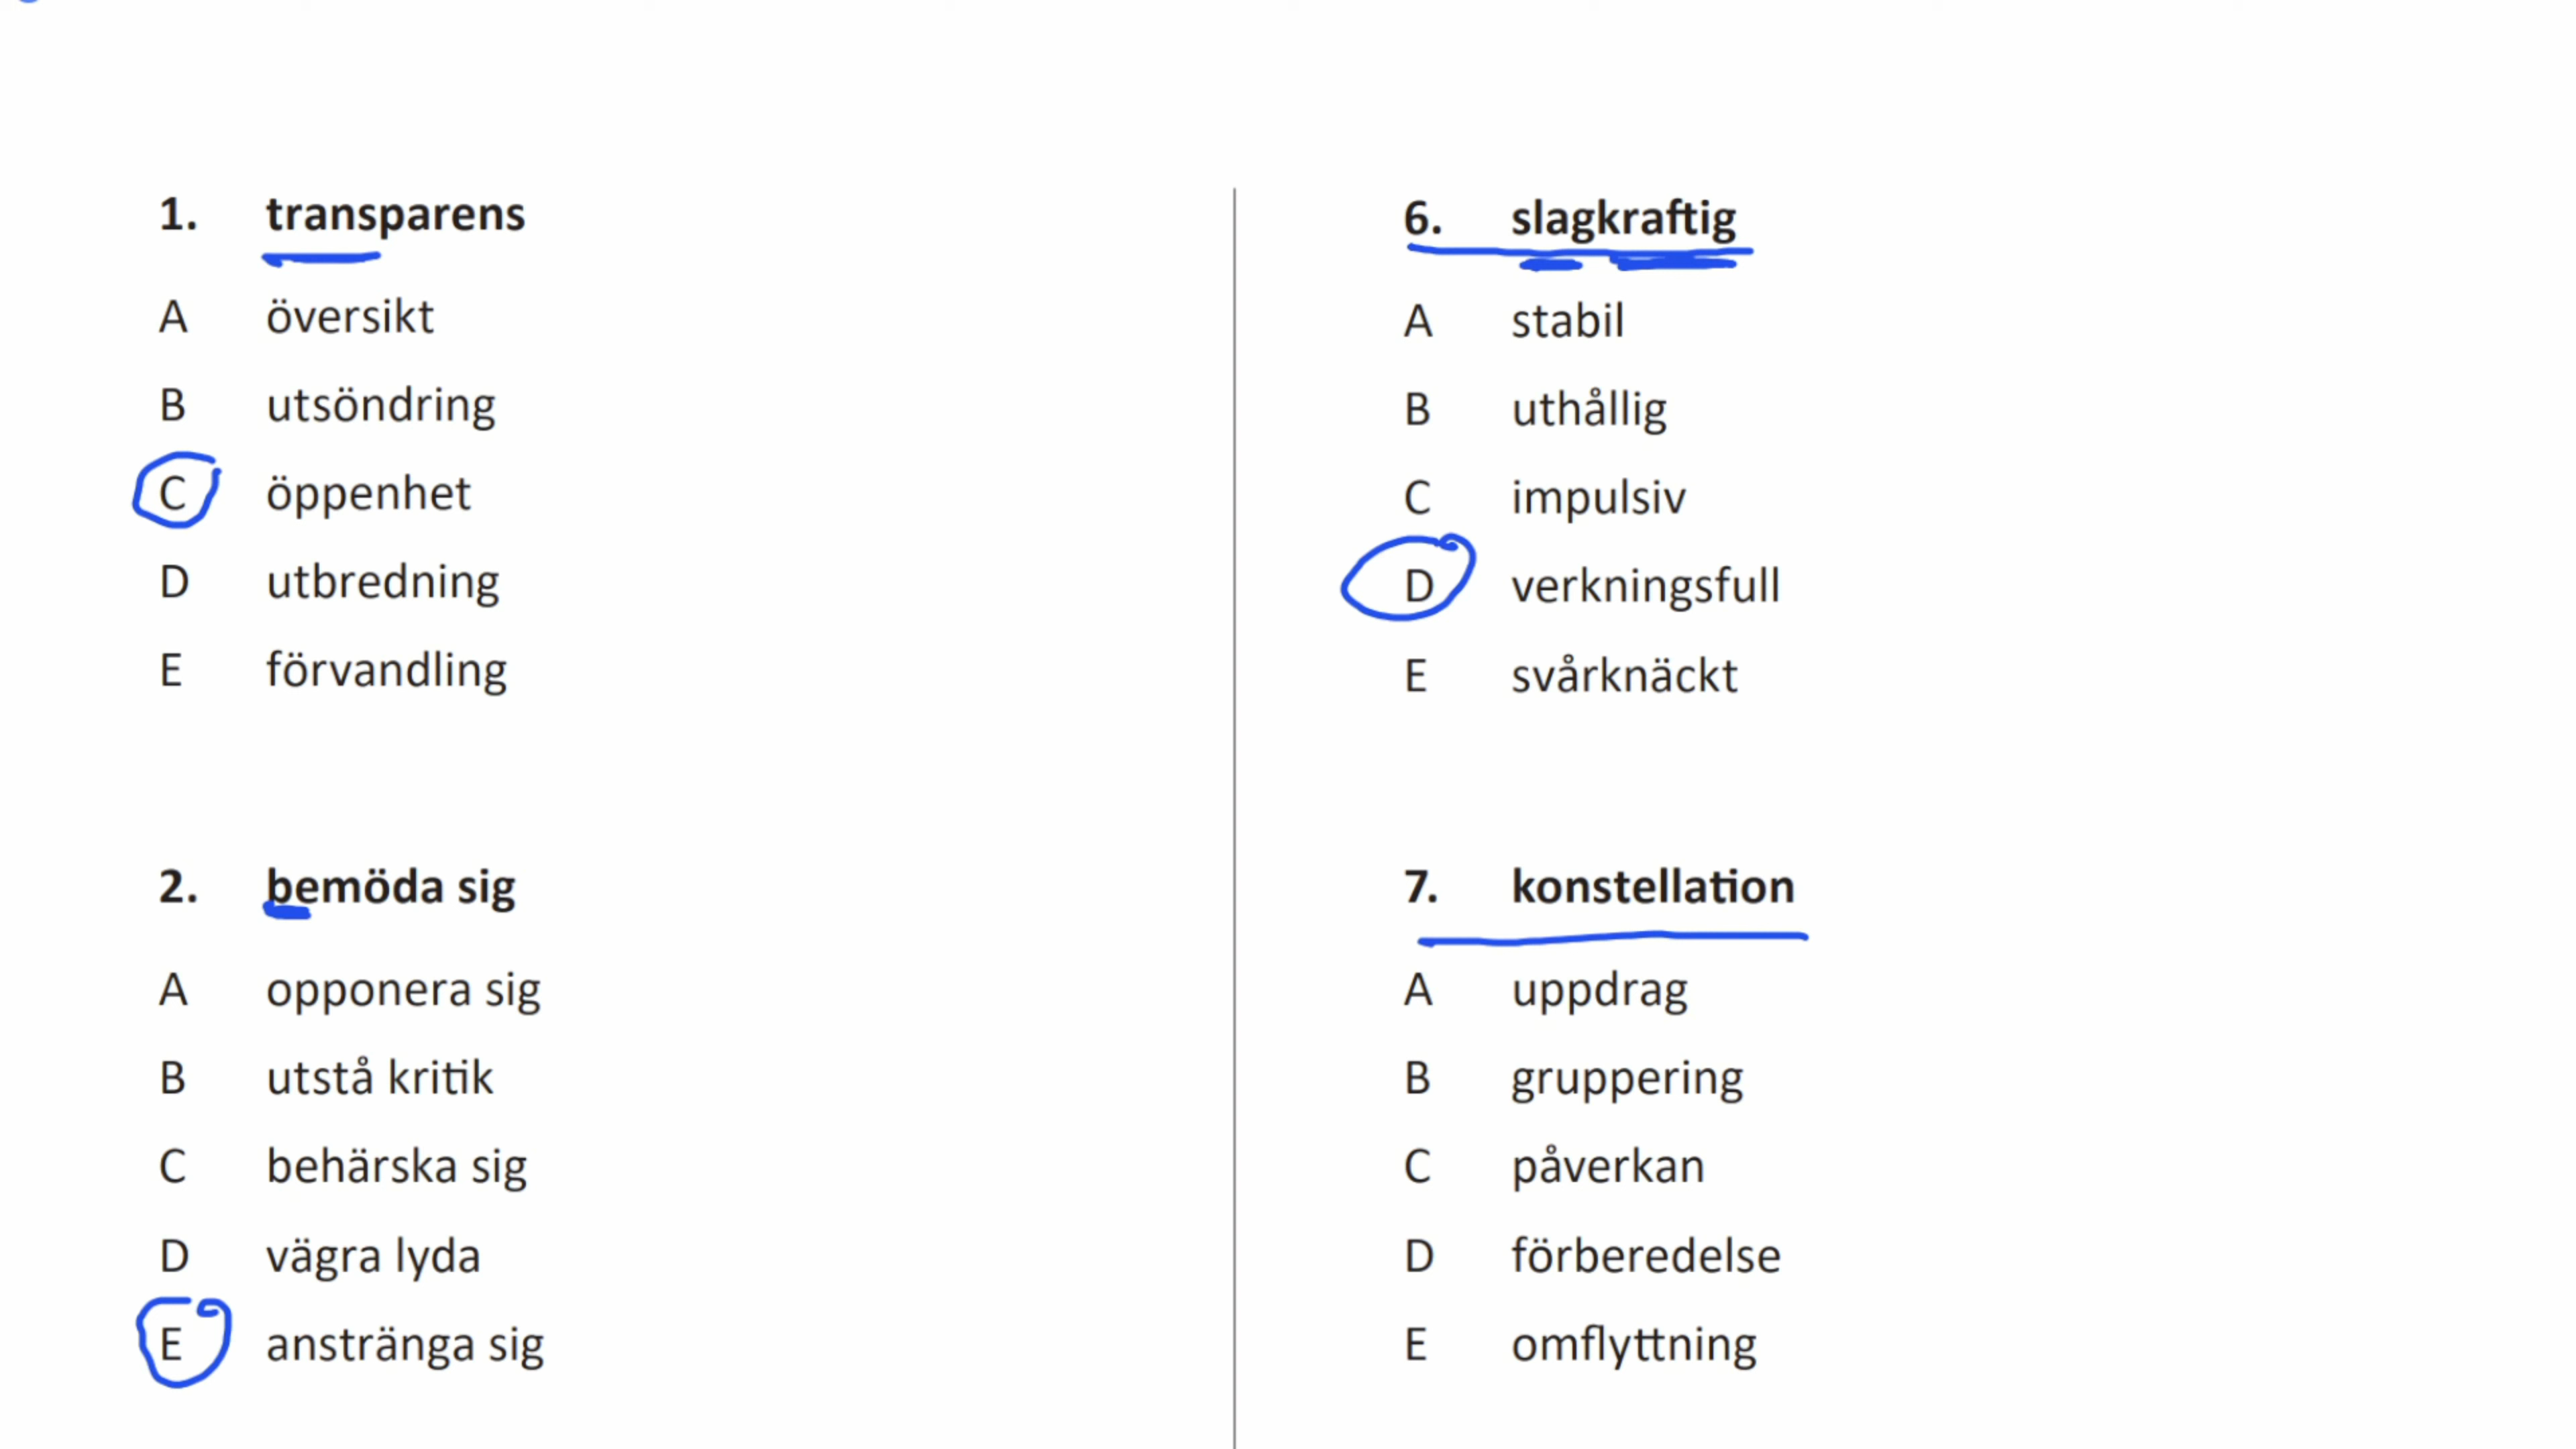 1. transparens
A översikt
B utsöndring
C öppenhet
D utbredning
E förvandling
2. bemöda sig
A opponera sig
B utstå kritik
C behärska sig
D vägra lyda
E anstränga sig
6. slagkraftig
A stabil
B uthållig
C impulsiv
D verkningsfull
E svårknäckt
7. konstellation
A uppdrag
B gruppering
C påverkan
D förberedelse
E omflyttning